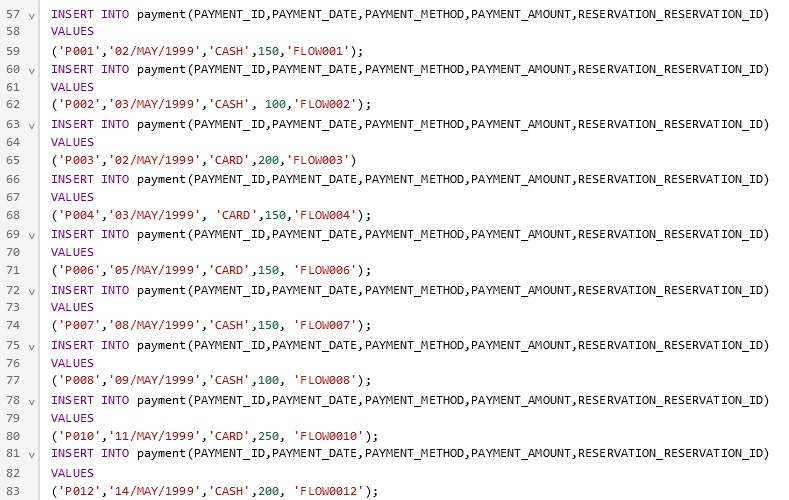 57 INSERT INTO payment(PAYMENT_ID,PAYMENT_DATE,PAYMENT_METHOD,PAYMENT_AMOUNT,RESERVATION_RESERVATION_ID)
58 VALUES
59 ('P001','02/MAY/1999','CASH',150,'FLOW001');
60 INSERT INTO payment(PAYMENT_ID,PAYMENT_DATE,PAYMENT_METHOD,PAYMENT_AMOUNT,RESERVATION_RESERVATION_ID)
61 VALUES
62 ('P002','03/MAY/1999','CASH', 100,'FLOW002');
63 INSERT INTO payment(PAYMENT_ID,PAYMENT_DATE,PAYMENT_METHOD,PAYMENT_AMOUNT,RESERVATION_RESERVATION_ID)
64 VALUES
65 ('P003','02/MAY/1999','CARD',200,'FLOW003')
66 INSERT INTO payment(PAYMENT_ID,PAYMENT_DATE,PAYMENT_METHOD,PAYMENT_AMOUNT,RESERVATION_RESERVATION_ID)
67 VALUES
68 ('P004','03/MAY/1999', 'CARD',150,'FLOW004');
69 INSERT INTO payment(PAYMENT_ID,PAYMENT_DATE,PAYMENT_METHOD,PAYMENT_AMOUNT,RESERVATION_RESERVATION_ID)
70 VALUES
71 ('P006','05/MAY/1999','CARD',150, 'FLOW006');
72 INSERT INTO payment(PAYMENT_ID,PAYMENT_DATE,PAYMENT_METHOD,PAYMENT_AMOUNT,RESERVATION_RESERVATION_ID)
73 VALUES
74 ('P007','08/MAY/1999','CASH',150, 'FLOW007');
75 INSERT INTO payment(PAYMENT_ID,PAYMENT_DATE,PAYMENT_METHOD,PAYMENT_AMOUNT,RESERVATION_RESERVATION_ID)
76 VALUES
77 ('P008','09/MAY/1999','CASH',100, 'FLOW008');
78 INSERT INTO payment(PAYMENT_ID,PAYMENT_DATE,PAYMENT_METHOD,PAYMENT_AMOUNT,RESERVATION_RESERVATION_ID)
79 VALUES
80 ('P010','11/MAY/1999','CARD',250, 'FLOW0010');
81 INSERT INTO payment(PAYMENT_ID,PAYMENT_DATE,PAYMENT_METHOD,PAYMENT_AMOUNT,RESERVATION_RESERVATION_ID)
82 VALUES
83 ('P012','14/MAY/1999','CASH',200, 'FLOW0012');